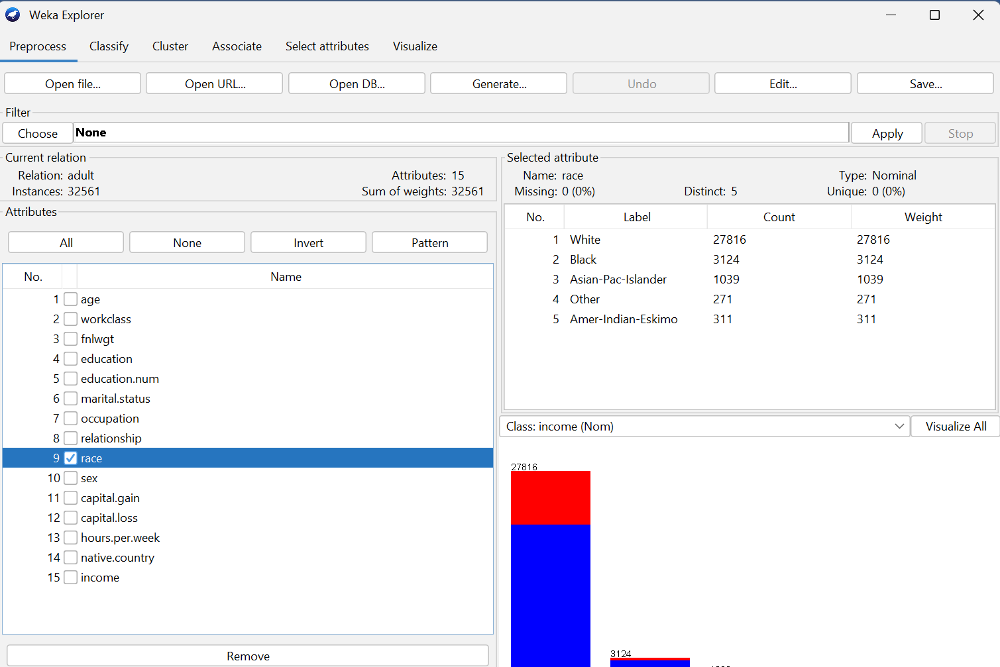 Weka Explorer
Preprocess Classify Cluster Associate Select attributes Visualize
Open file... Open URL... Open DB... Generate... Undo Edit... Save...
Filter
Choose None Apply Stop
Current relation
Relation: adult Attributes: 15
Instances: 32561 Sum of weights: 32561
Attributes
All None Invert Pattern
No. Name
1 age
2 workclass
3 fnlwgt
4 education
5 education.num
6 marital.status
7 occupation
8 relationship
9 race
10 sex
11 capital.gain
12 capital.loss
13 hours.per.week
14 native.country
15 income
Remove
Selected attribute
Name: race Type: Nominal
Missing: 0 (0%) Distinct: 5 Unique: 0 (0%)
No. Label Count Weight
1 White 27816 27816
2 Black 3124 3124
3 Asian-Pac-Islander 1039 1039
4 Other 271 271
5 Amer-Indian-Eskimo 311 311
Class: income (Nom) Visualize All
27816
3124